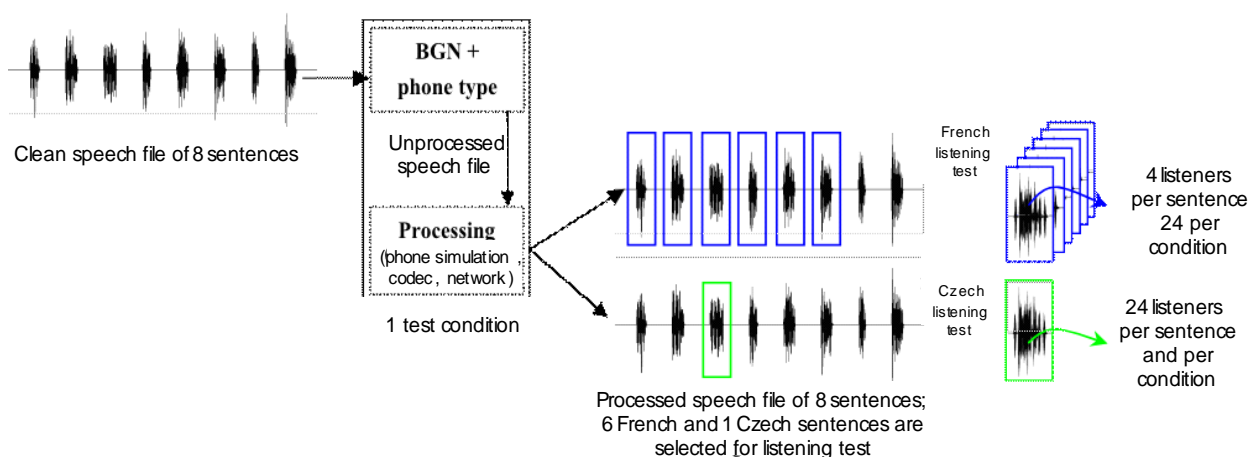 BGN +
phone type
Clean speech file of 8 sentences
Unprocessed
speech file
Processing
(phone simulation ,
codec, network)
1 test condition
French
listening
test
4 listeners
per sentence
24 per
condition
Czech
listening
test
24 listeners
per sentence
and per
condition
Processed speech file of 8 sentences;
6 French and 1 Czech sentences are
selected for listening test